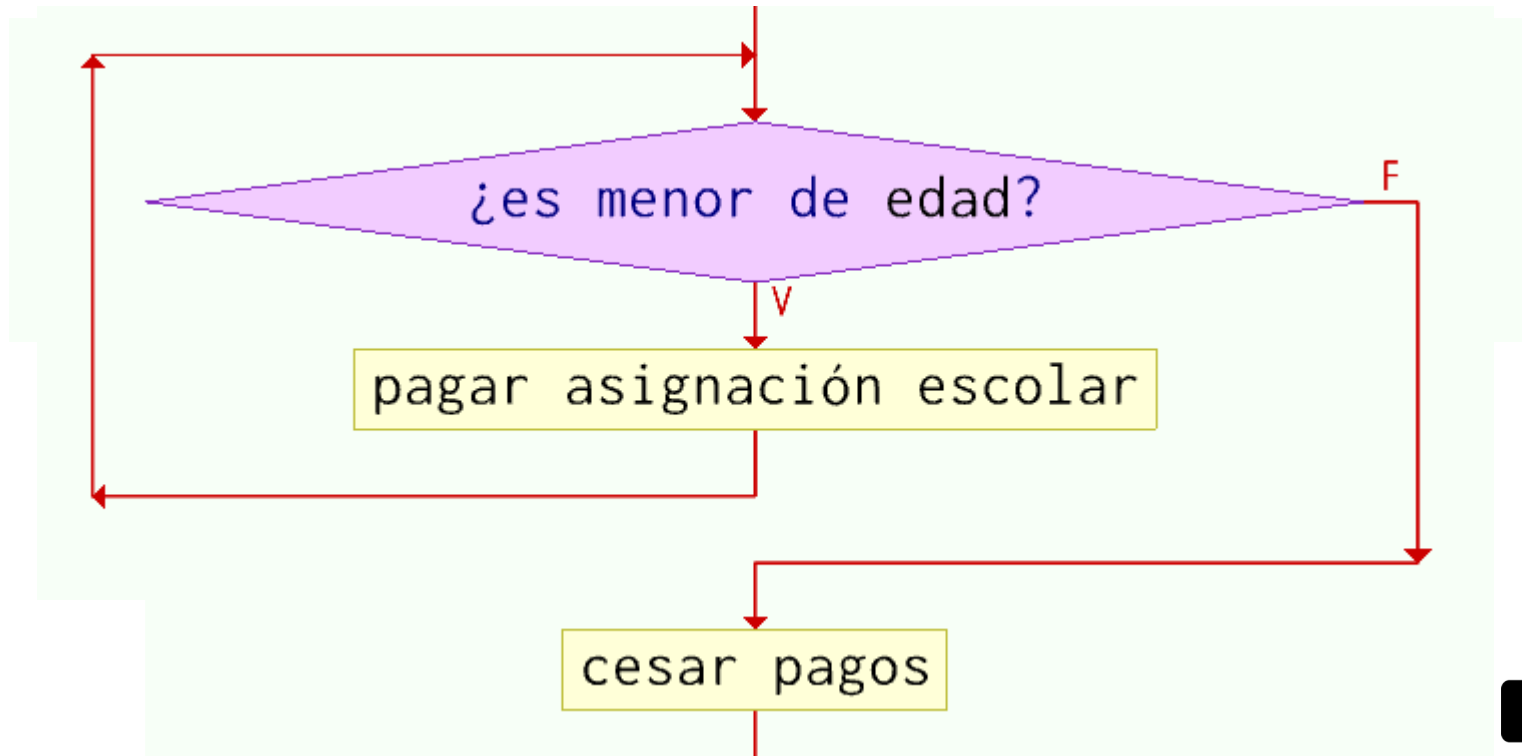 ¿es menor de edad?
F
V
pagar asignación escolar
cesar pagos